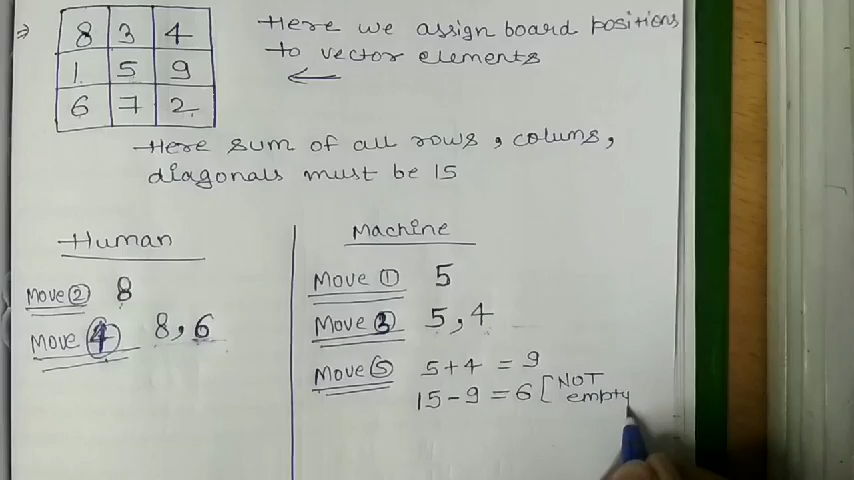 ⇒ 8 3 4
1 5 9
6 7 2
Here we assign board positions
to vector elements
←
Here sum of all rows, colums,
diagonals must be 15
Human
Move ② 8
Move ④ 8, 6
Machine
Move ① 5
Move ③ 5, 4
Move ⑤ 5+4 = 9
15-9 = 6 [NOT
empty